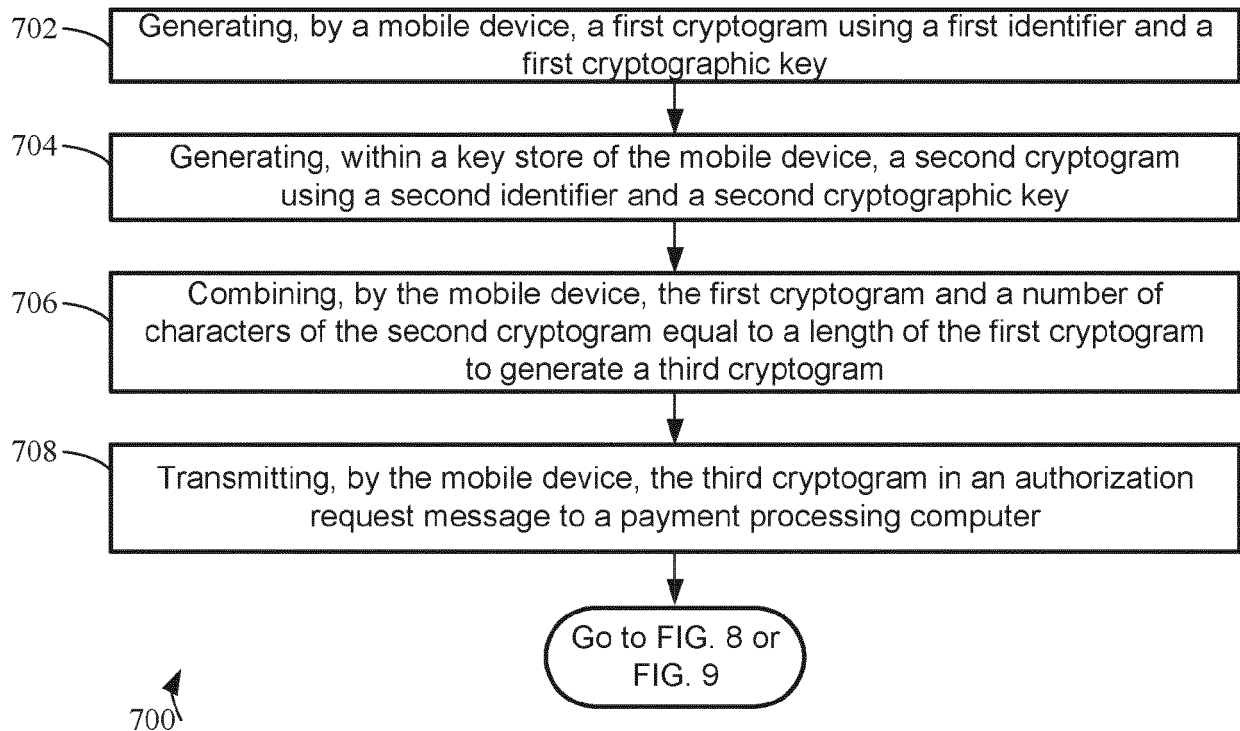 702
Generating, by a mobile device, a first cryptogram using a first identifier and a
first cryptographic key
704
Generating, within a key store of the mobile device, a second cryptogram
using a second identifier and a second cryptographic key
706
Combining, by the mobile device, the first cryptogram and a number of
characters of the second cryptogram equal to a length of the first cryptogram
to generate a third cryptogram
708
Transmitting, by the mobile device, the third cryptogram in an authorization
request message to a payment processing computer
Go to FIG. 8 or
FIG. 9
700